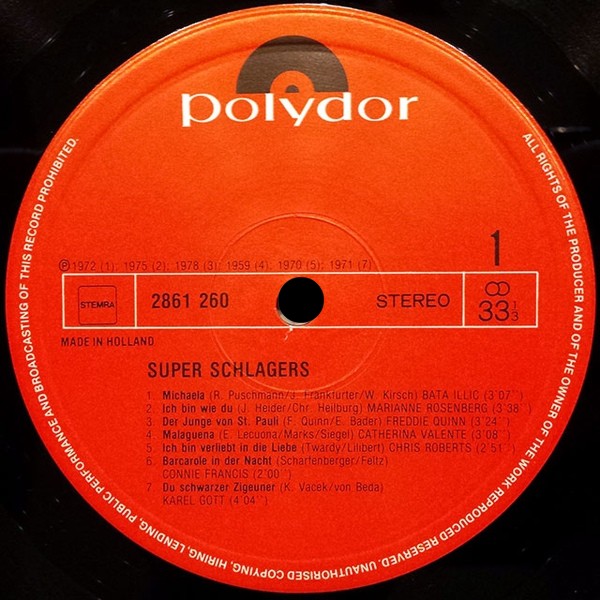 polydor
1
℗1972 (1); 1975 (2); 1978 (3); 1959 (4); 1970 (5); 1971 (7)
STEMRA
2861 260
STEREO
33 1/3
MADE IN HOLLAND
SUPER SCHLAGERS
1 Michaela (R. Puschmann/J. Frankfurter/W. Kirsch) BATA ILLIC (3'07'')
2. Ich bin wie du (J. Heider/Chr. Heilburg) MARIANNE ROSENBERG (3'38'')
3 Der Junge von St. Pauli (F. Quinn/E. Bader) FREDDIE QUINN (3'24'')
4 Malaguena (E. Lecuona/Marks/Siegel) CATHERINA VALENTE (3'08'')
5 Ich bin verliebt in die Liebe (Twardy/Lilibert) CHRIS ROBERTS (2'51'')
6 Barcarole in der Nacht (Scharfenberger/Feltz)
CONNIE FRANCIS (2'00'')
7 Du schwarzer Zigeuner (K. Vacek/von Beda)
KAREL GOTT (4'04'')
ALL RIGHTS OF THE PRODUCER AND OF THE OWNER OF THE WORK REPRODUCED RESERVED. UNAUTHORISED COPYING, HIRING, LENDING, PUBLIC PERFORMANCE AND BROADCASTING OF THIS RECORD PROHIBITED.